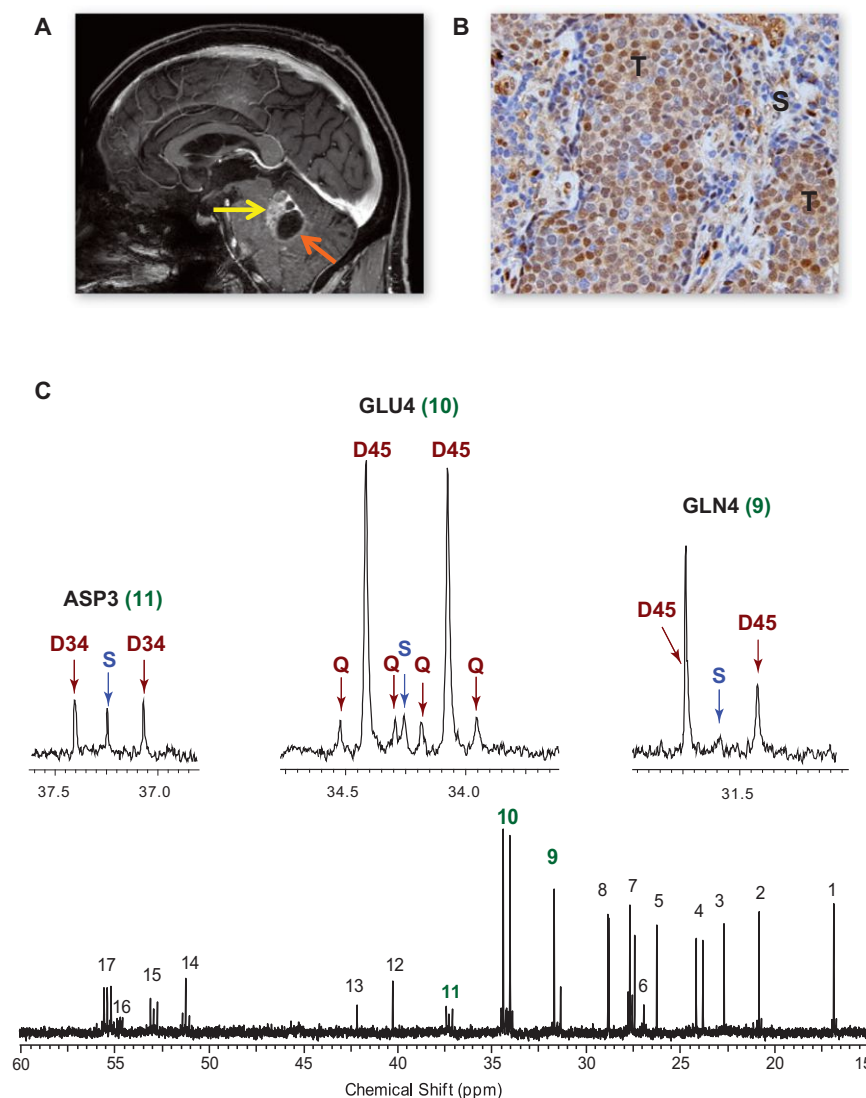 A
B
T
S
T
C
GLU4 (10)
D45 D45
GLN4 (9)
ASP3 (11)
D45
D45
D34 D34
S
Q Q S Q Q
S
37.5 37.0
34.5 34.0
31.5
10
9
8 7 5 4 3 2 1
17 16 15 14 13 12 11 6
60 55 50 45 40 35 30 25 20 15
Chemical Shift (ppm)